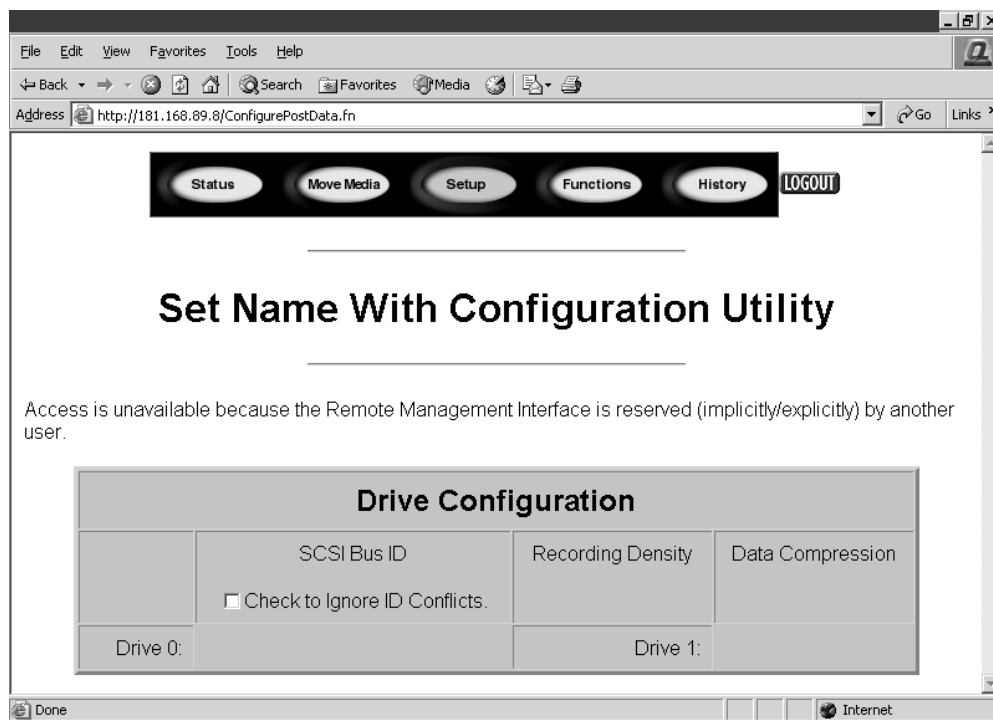 File Edit View Favorites Tools Help
Back Search Favorites Media
Address http://181.168.89.8/ConfigurePostData.fn Go Links
Status Move Media Setup Functions History LOGOUT
Set Name With Configuration Utility
Access is unavailable because the Remote Management Interface is reserved (implicitly/explicitly) by another
user.
Drive Configuration
SCSI Bus ID Recording Density Data Compression
Check to Ignore ID Conflicts.
Drive 0: Drive 1:
Done Internet